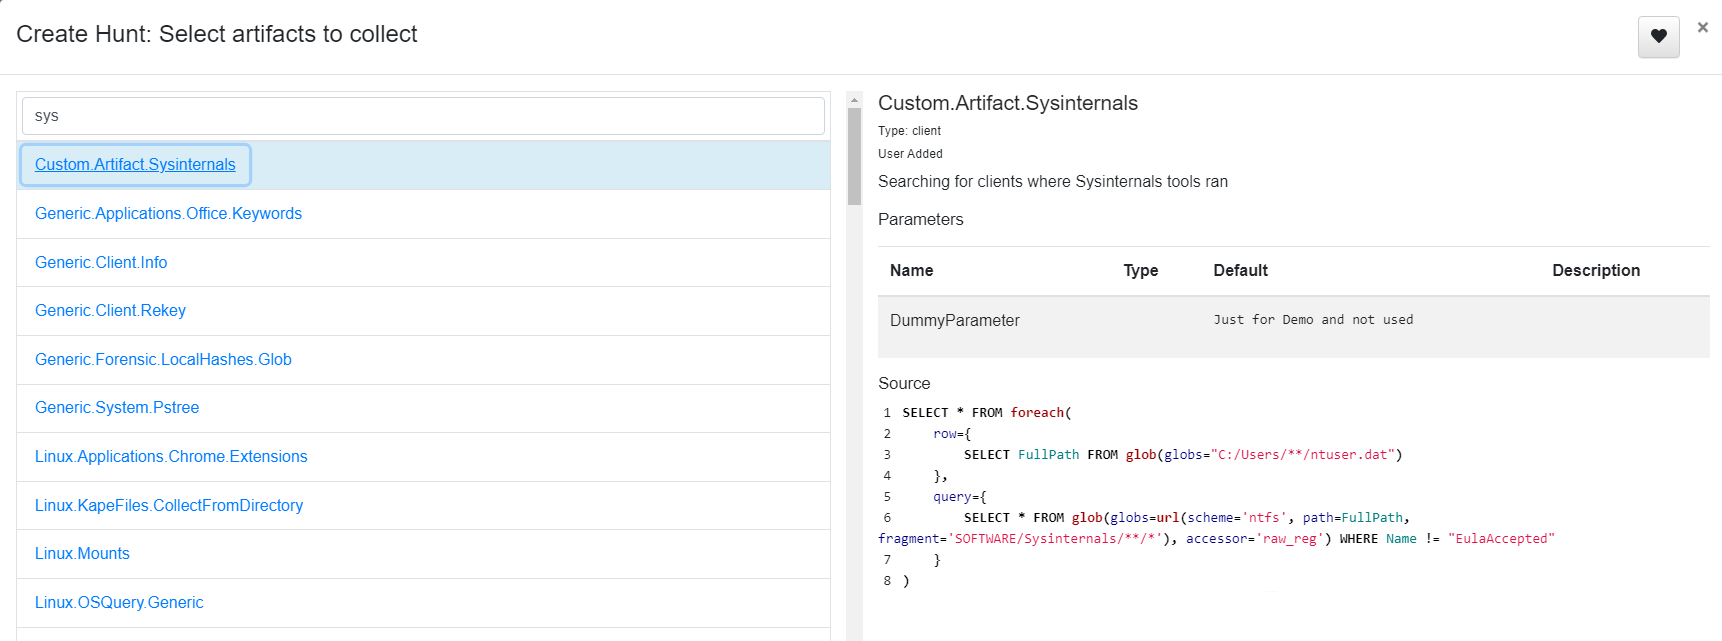 Create Hunt: Select artifacts to collect
×
sys
Custom.Artifact.Sysinternals
Generic.Applications.Office.Keywords
Generic.Client.Info
Generic.Client.Rekey
Generic.Forensic.LocalHashes.Glob
Generic.System.Pstree
Linux.Applications.Chrome.Extensions
Linux.KapeFiles.CollectFromDirectory
Linux.Mounts
Linux.OSQuery.Generic
Custom.Artifact.Sysinternals
Type: client
User Added
Searching for clients where Sysinternals tools ran
Parameters
Name Type Default Description
DummyParameter Just for Demo and not used
Source
1 SELECT * FROM foreach(
2 row={
3 SELECT FullPath FROM glob(globs="C:/Users/**/ntuser.dat")
4 },
5 query={
6 SELECT * FROM glob(globs=url(scheme='ntfs', path=FullPath,
fragment='SOFTWARE/Sysinternals/**/*'), accessor='raw_reg') WHERE Name != "EulaAccepted"
7 }
8 )